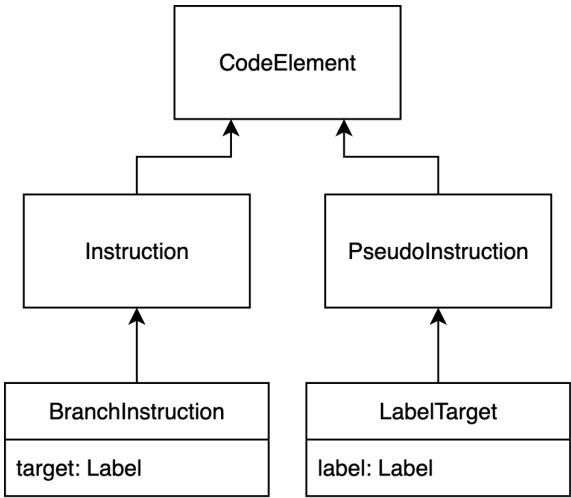 CodeElement
Instruction
PseudoInstruction
BranchInstruction
LabelTarget
target: Label
label: Label